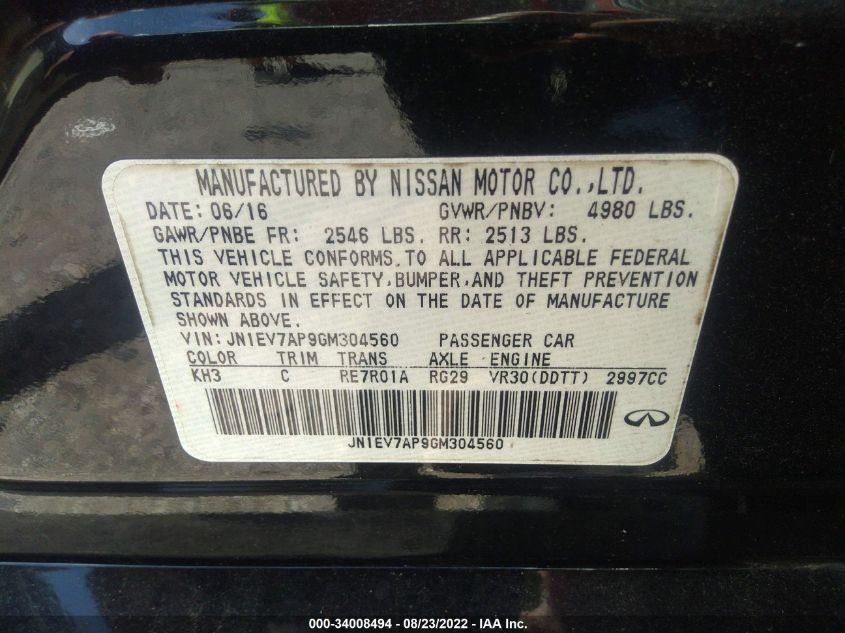 MANUFACTURED BY NISSAN MOTOR CO.,LTD.
DATE: 06/16 GVWR/PNBV: 4980 LBS.
GAWR/PNBE FR: 2546 LBS. RR: 2513 LBS.
THIS VEHICLE CONFORMS TO ALL APPLICABLE FEDERAL
MOTOR VEHICLE SAFETY, BUMPER, AND THEFT PREVENTION
STANDARDS IN EFFECT ON THE DATE OF MANUFACTURE
SHOWN ABOVE.
VIN: JN1EV7AP9GM304560 PASSENGER CAR
COLOR TRIM TRANS AXLE ENGINE
KH3 C RE7R01A RG29 VR30(DDTT) 2997CC
JN1EV7AP9GM304560
000-34008494 - 08/23/2022 - IAA Inc.